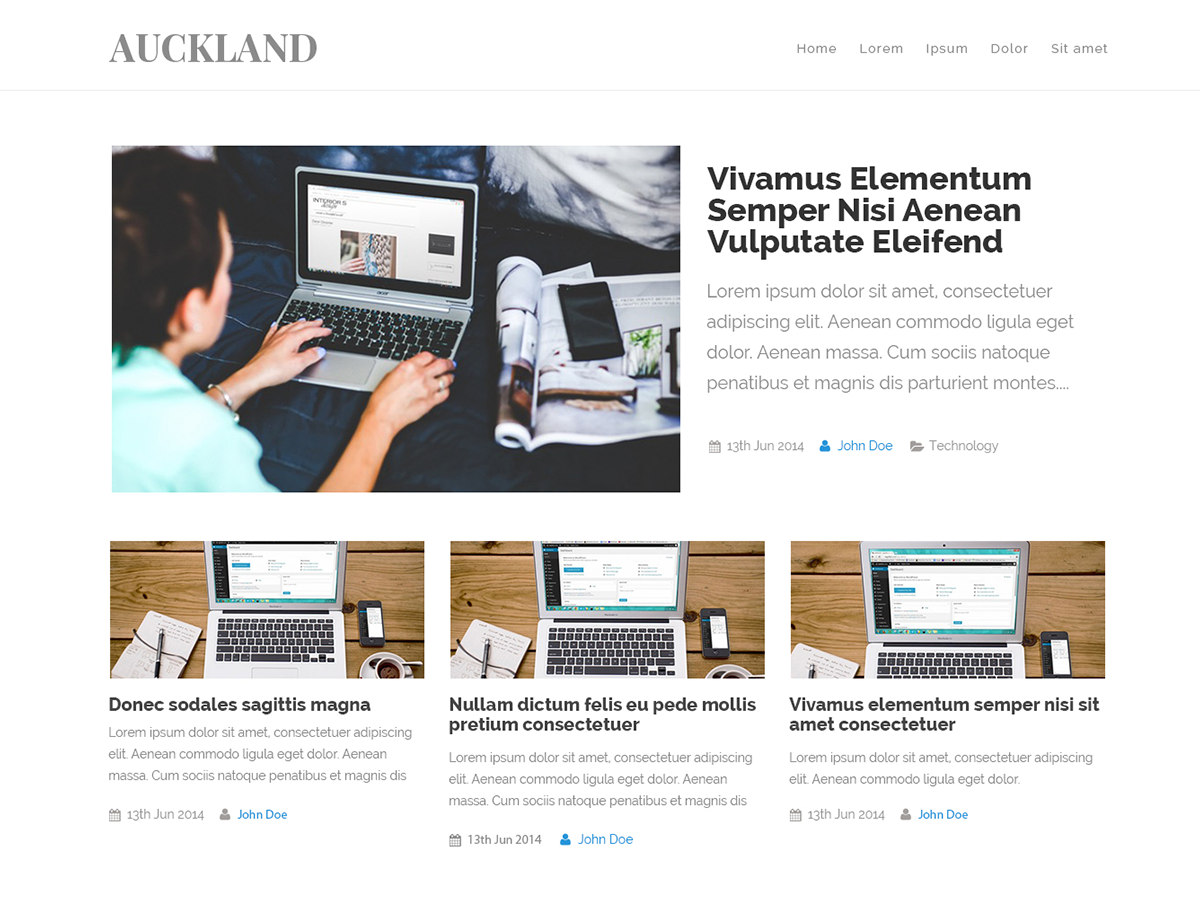 AUCKLAND
Home Lorem Ipsum Dolor Sit amet
INTERIORS
design
acer
Vivamus Elementum
Semper Nisi Aenean
Vulputate Eleifend
Lorem ipsum dolor sit amet, consectetuer
adipiscing elit. Aenean commodo ligula eget
dolor. Aenean massa. Cum sociis natoque
penatibus et magnis dis parturient montes....
13th Jun 2014 John Doe Technology
Donec sodales sagittis magna
Lorem ipsum dolor sit amet, consectetuer
elit. Aenean commodo ligula eget dolor. Aenean
massa. Cum sociis natoque penatibus et magnis dis
13th Jun 2014 John Doe
Nullam dictum felis eu pede mollis
pretium consectetuer
Lorem ipsum dolor sit amet, consectetuer adipiscing
elit. Aenean commodo ligula eget dolor. Aenean
massa. Cum sociis natoque penatibus et magnis dis
13th Jun 2014 John Doe
Vivamus elementum semper nisi sit
amet consectetuer
Lorem ipsum dolor sit amet, consectetuer adipiscing
elit. Aenean commodo ligula eget dolor.
13th Jun 2014 John Doe